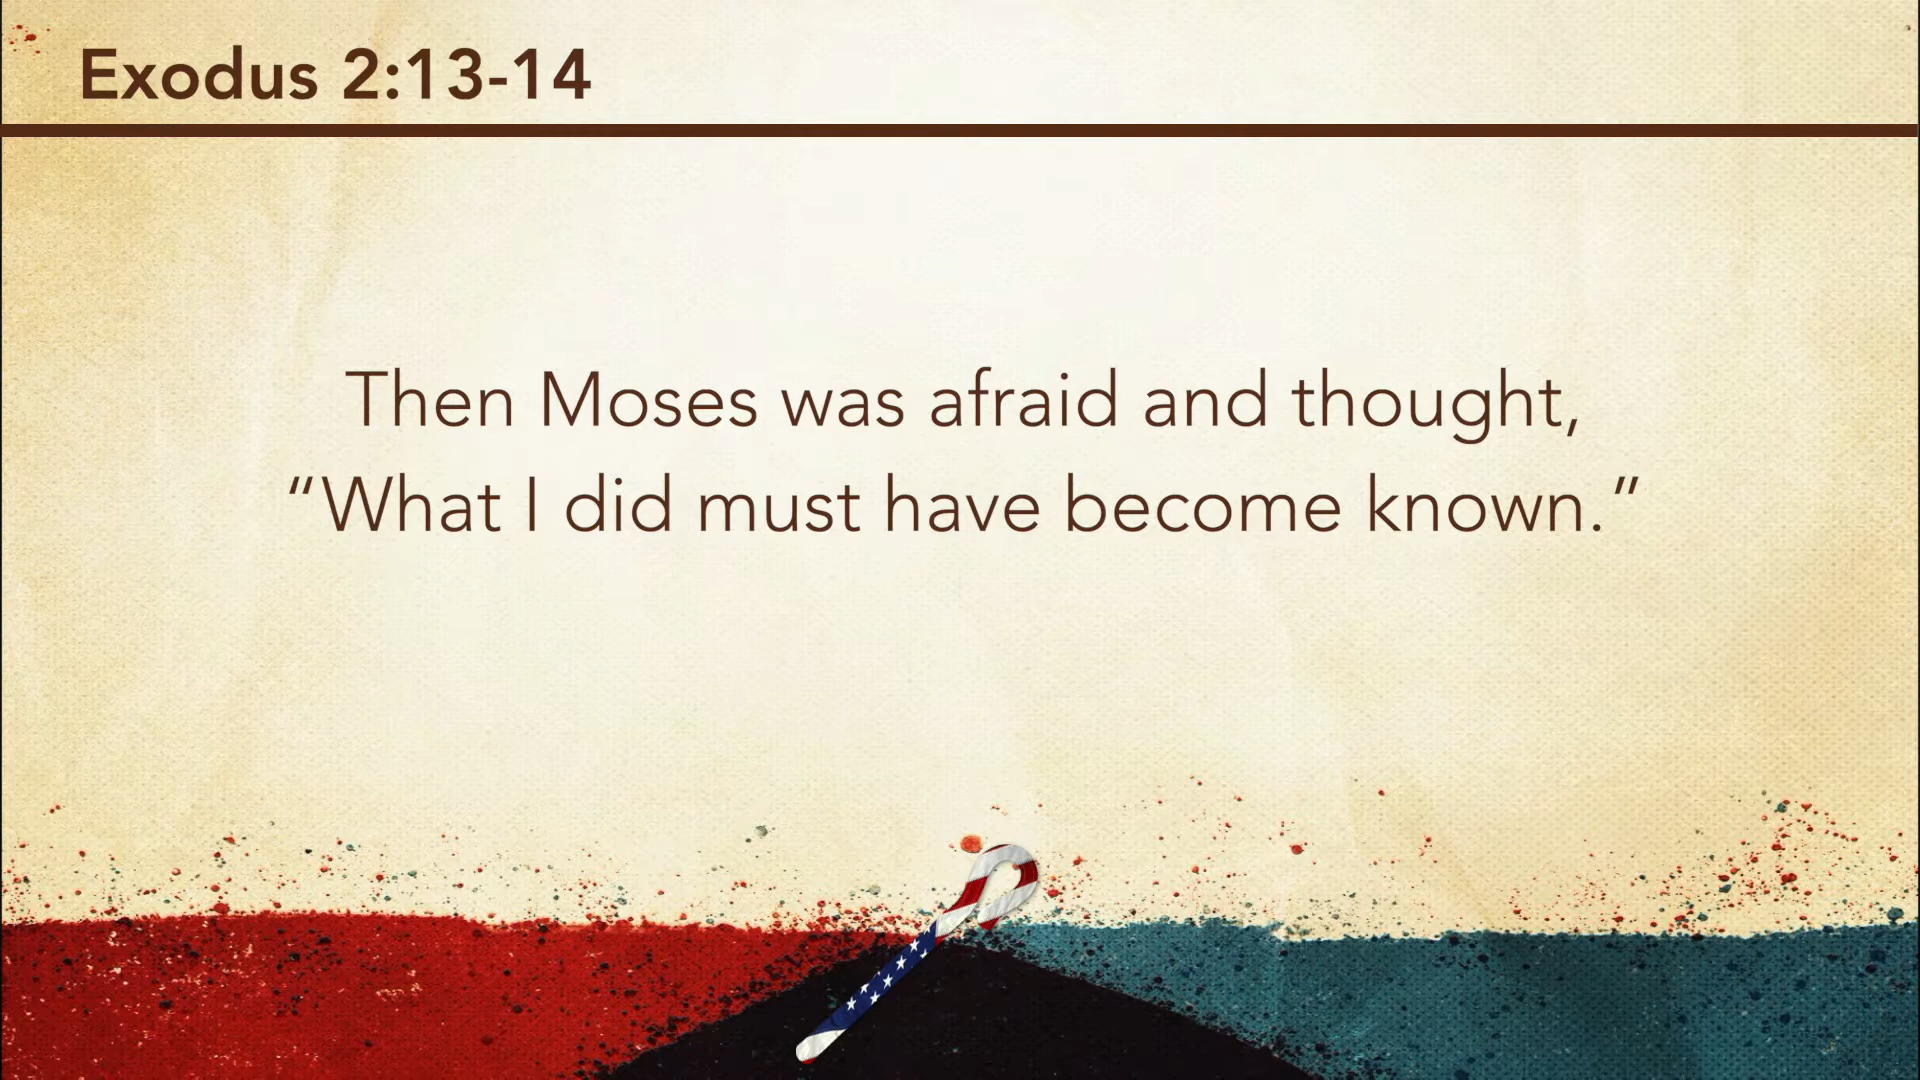 Exodus 2:13-14
Then Moses was afraid and thought,
“What I did must have become known.”